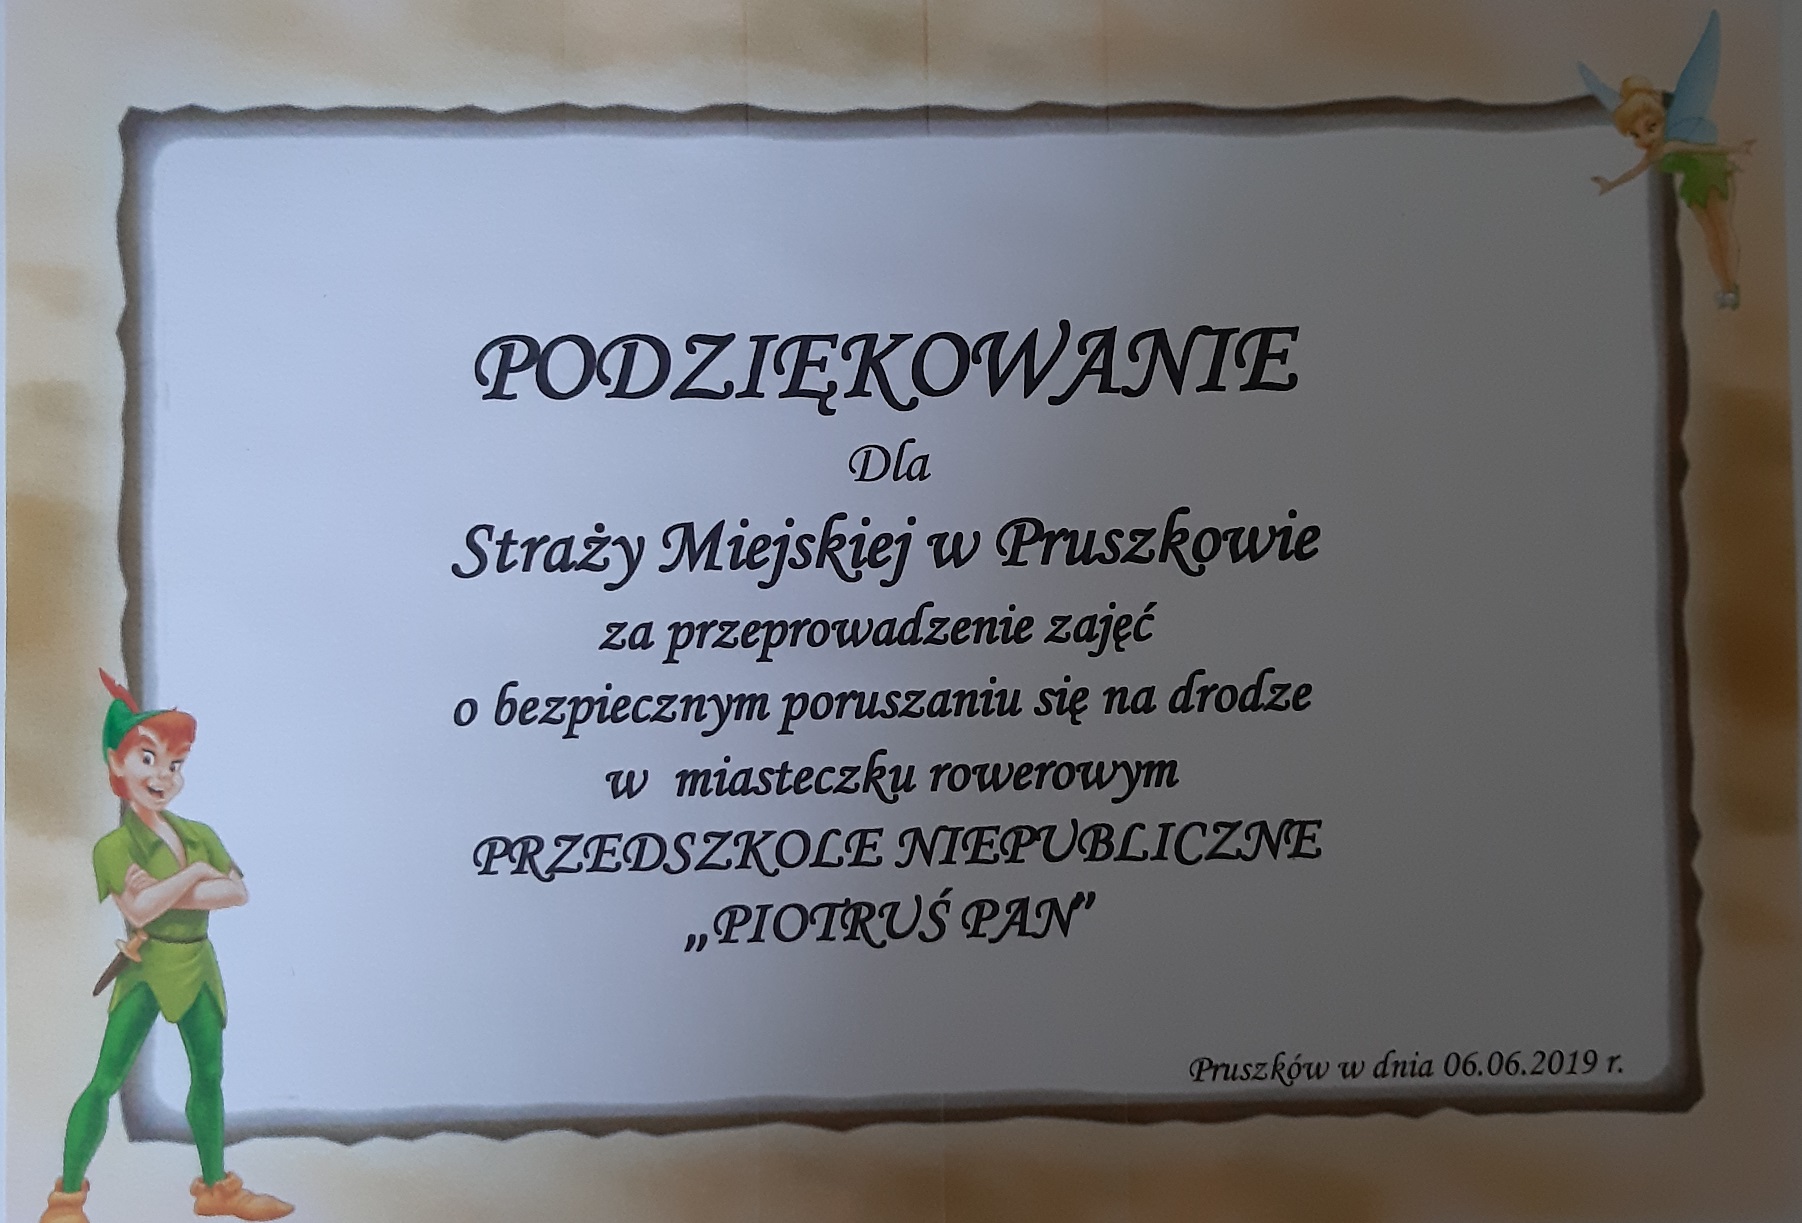 PODZIĘKOWANIE
Dla
Straży Miejskiej w Pruszkowie
za przeprowadzenie zajęć
o bezpiecznym poruszaniu się na drodze
w miasteczku rowerowym
PRZEDSZKOLE NIEPUBLICZNE
„PIOTRUŚ PAN”
Pruszków w dnia 06.06.2019 r.